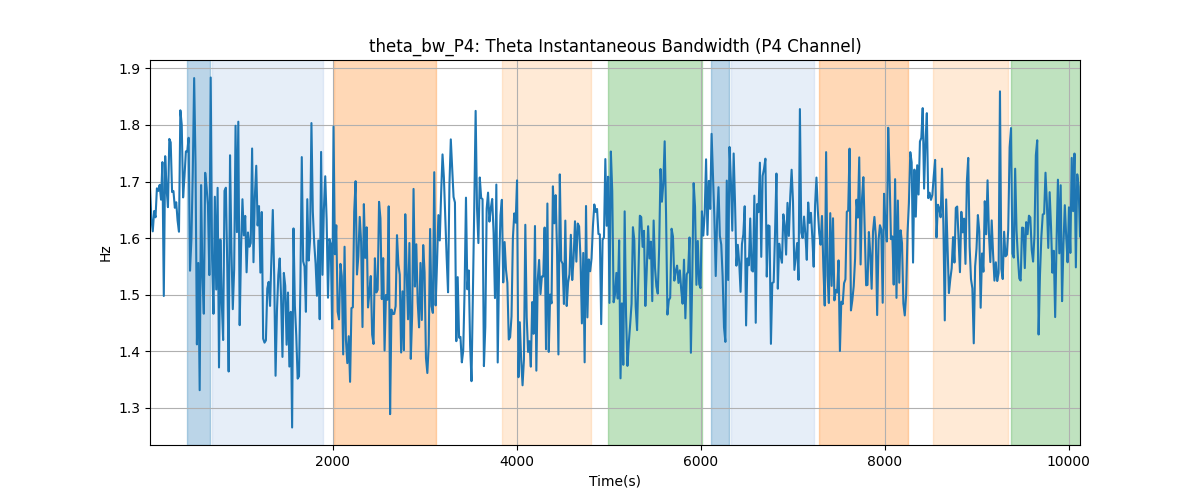 theta_bw_P4: Theta Instantaneous Bandwidth (P4 Channel)
1.9
1.8
1.7
1.6
1.5
1.4
1.3
Hz
2000 4000 6000 8000 10000
Time(s)